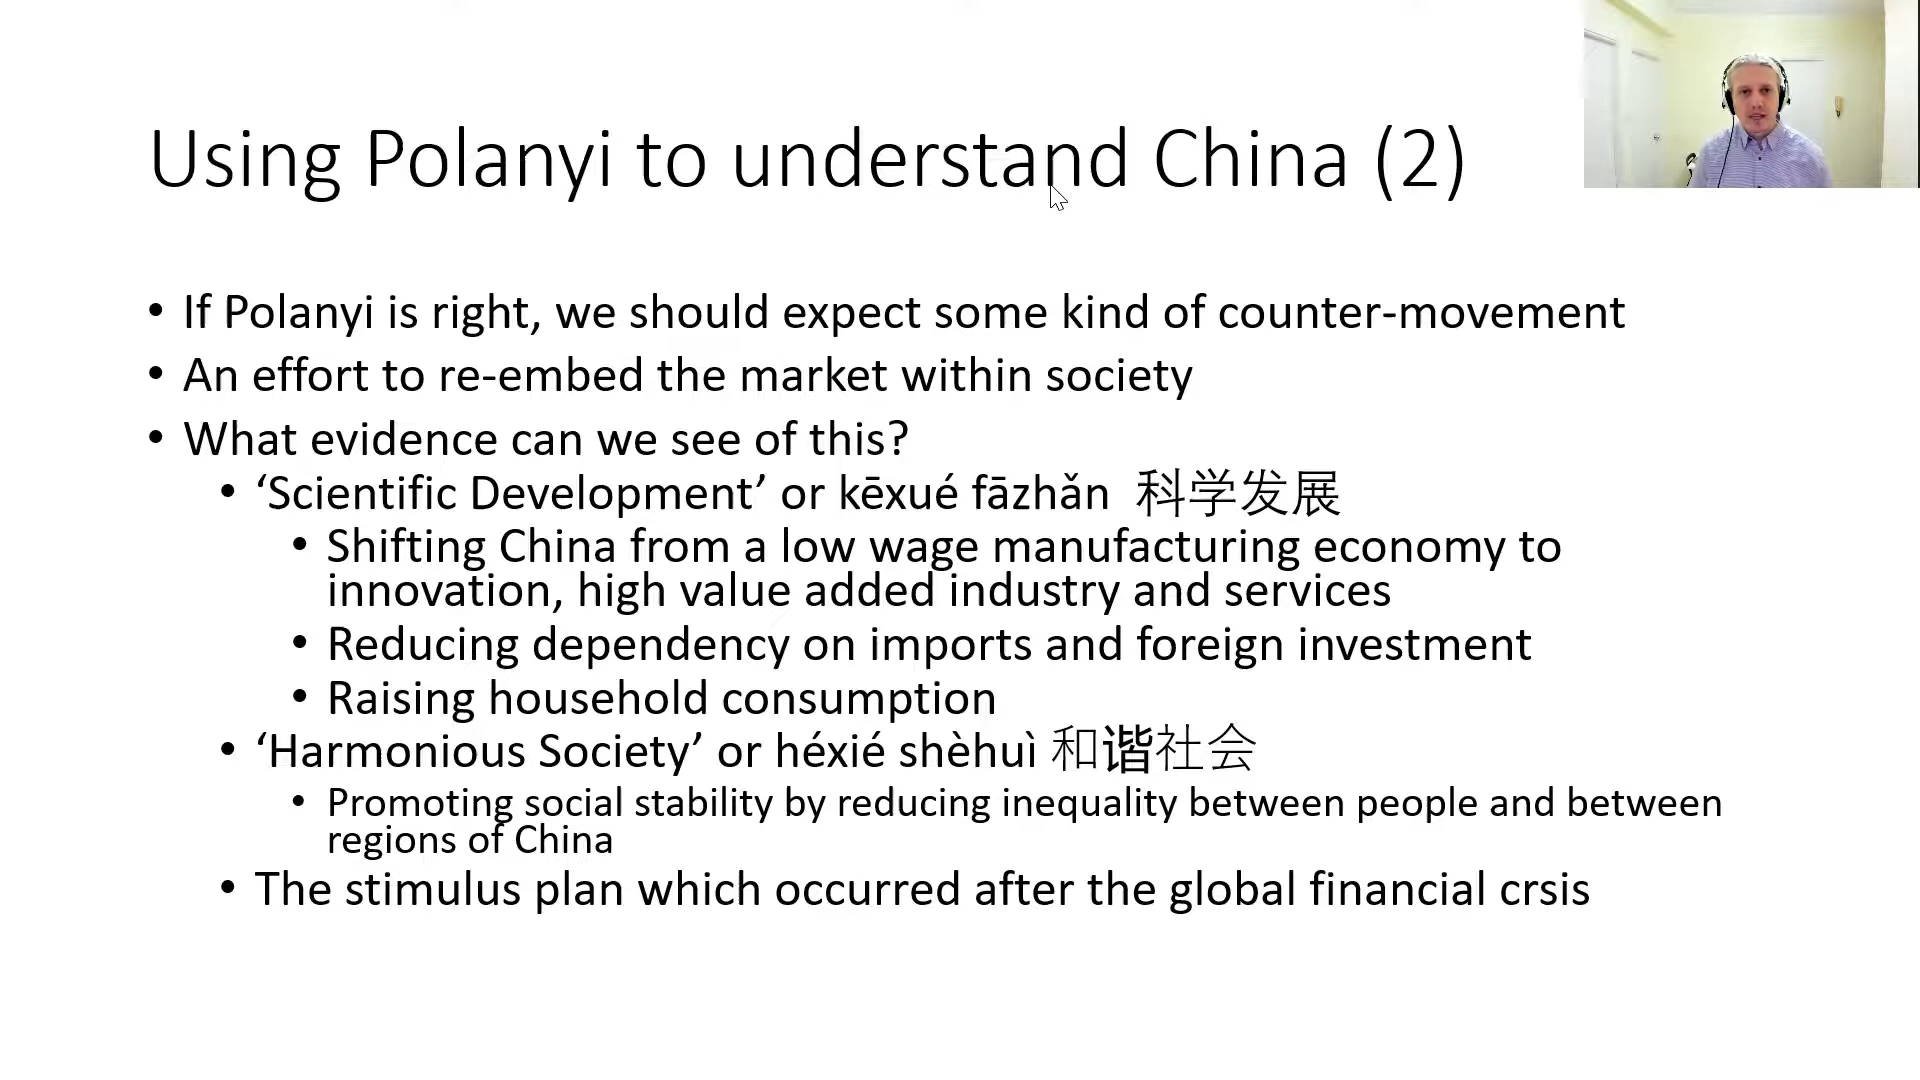 Using Polanyi to understand China (2)
• If Polanyi is right, we should expect some kind of counter-movement
• An effort to re-embed the market within society
• What evidence can we see of this?
• ‘Scientific Development’ or kēxué fāzhǎn 科学发展
• Shifting China from a low wage manufacturing economy to
innovation, high value added industry and services
• Reducing dependency on imports and foreign investment
• Raising household consumption
• ‘Harmonious Society’ or héxié shèhuì 和谐社会
• Promoting social stability by reducing inequality between people and between
regions of China
• The stimulus plan which occurred after the global financial crsis